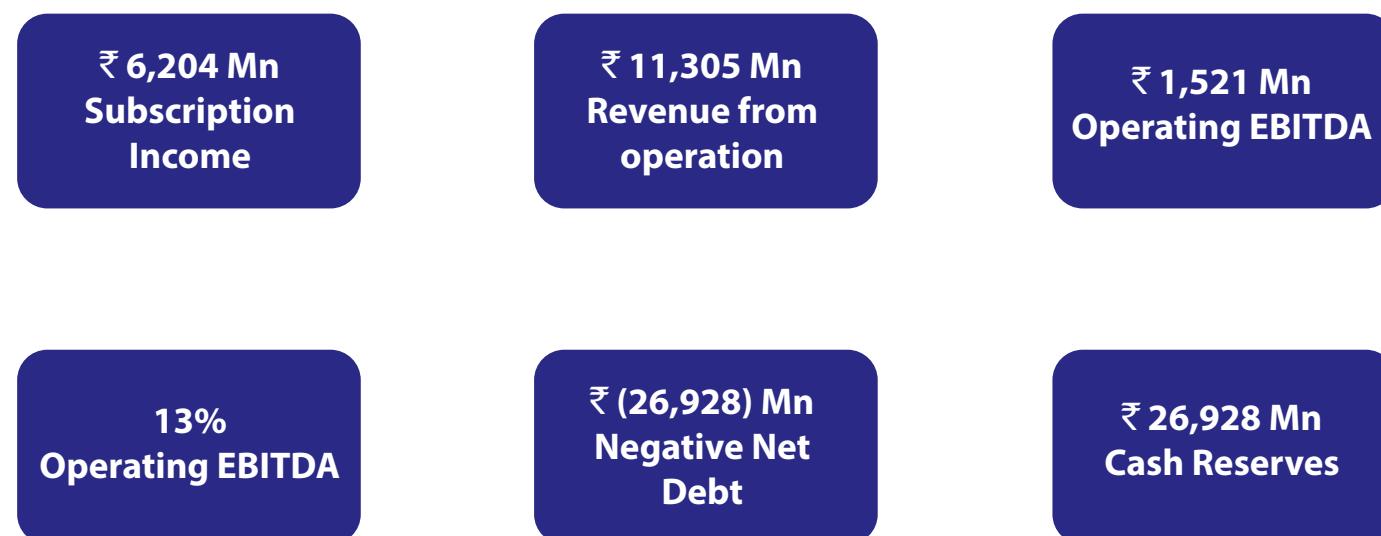 ₹ 6,204 Mn
Subscription
Income
₹ 11,305 Mn
Revenue from
operation
₹ 1,521 Mn
Operating EBITDA
13%
Operating EBITDA
₹ (26,928) Mn
Negative Net
Debt
₹ 26,928 Mn
Cash Reserves